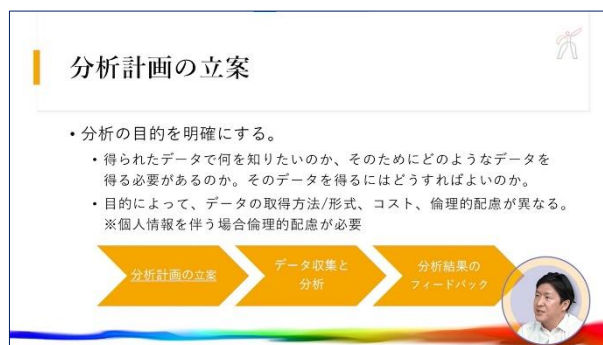 分析計画の立案
• 分析の目的を明確にする。
• 得られたデータで何を知りたいのか、そのためにどのようなデータを
得る必要があるのか。そのデータを得るにはどうすればよいのか。
• 目的によって、データの取得方法/形式、コスト、倫理的配慮が異なる。
※個人情報を伴う場合倫理的配慮が必要
分析計画の立案
データ収集と
分析
分析結果の
フィードバック